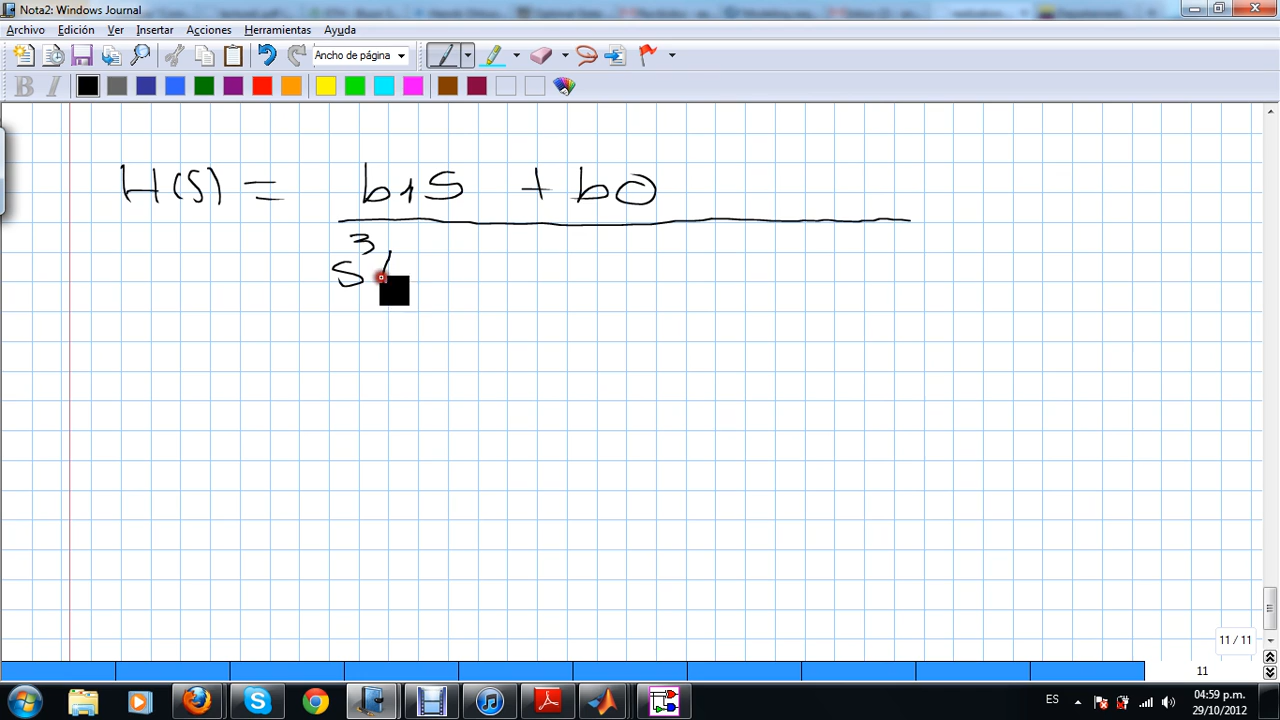 Nota2: Windows Journal
Archivo Edición Ver Insertar Acciones Herramientas Ayuda
Ancho de página
B I
H(s) = b1s + b0
s³
11 / 11
11
ES 04:59 p.m.
29/10/2012